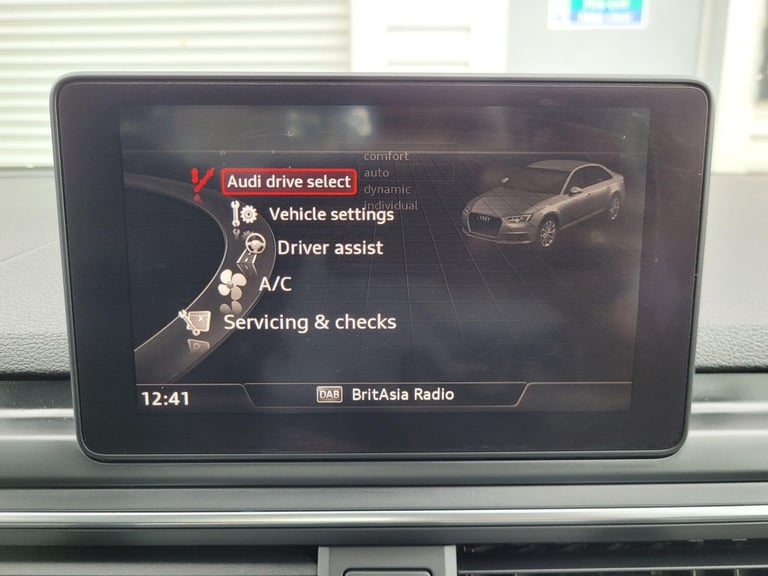 comfort
auto
dynamic
individual
Audi drive select
Vehicle settings
Driver assist
A/C
Servicing & checks
12:41
DAB
BritAsia Radio